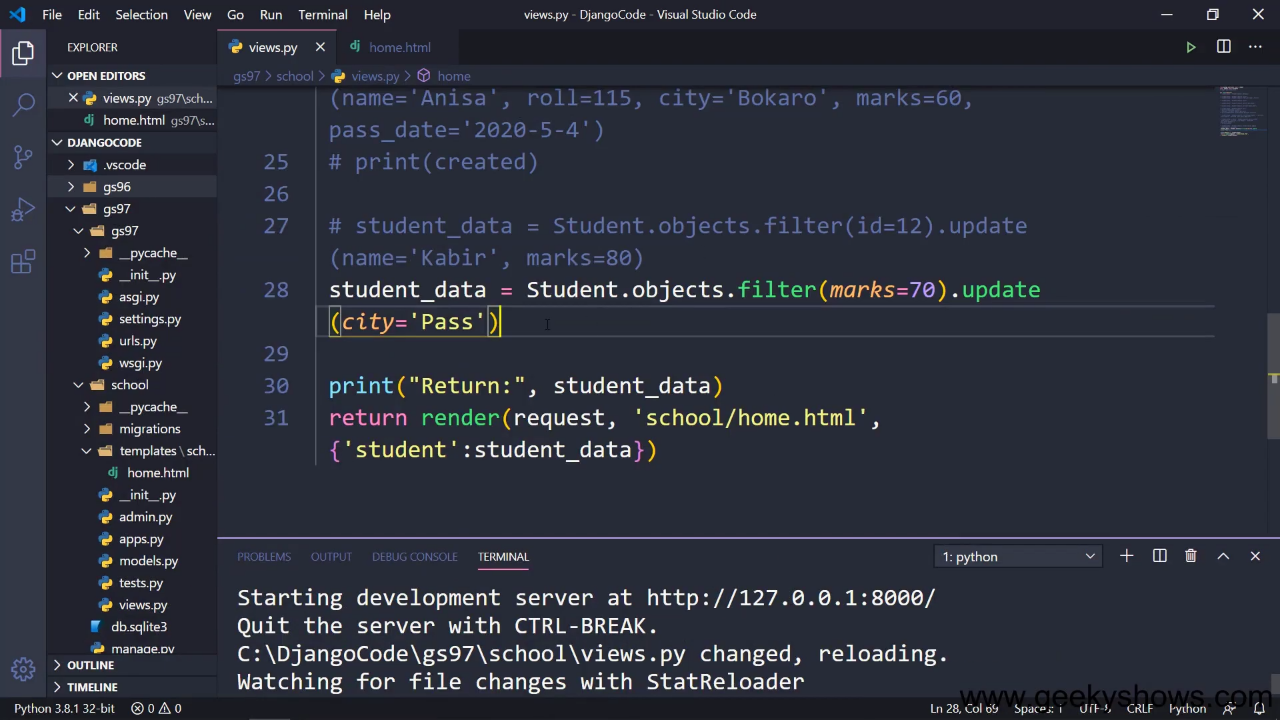 File Edit Selection View Go Run Terminal Help views.py - DjangoCode - Visual Studio Code
EXPLORER views.py home.html
OPEN EDITORS gs97 > school > views.py > home
views.py gs97\sch...
home.html gs97\s...
DJANGOCODE
.vscode
gs96
gs97
gs97
__pycache__
__init__.py
asgi.py
settings.py
urls.py
wsgi.py
school
__pycache__
migrations
templates \ sch...
home.html
__init__.py
admin.py
apps.py
models.py
tests.py
views.py
db.sqlite3
manage.py
OUTLINE
TIMELINE
(name='Anisa', roll=115, city='Bokaro', marks=60,
pass_date='2020-5-4')
25 # print(created)
26
27 # student_data = Student.objects.filter(id=12).update
(name='Kabir', marks=80)
28 student_data = Student.objects.filter(marks=70).update
(city='Pass')
29
30 print("Return:", student_data)
31 return render(request, 'school/home.html',
{'student':student_data})
PROBLEMS OUTPUT DEBUG CONSOLE TERMINAL 1: python
Starting development server at http://127.0.0.1:8000/
Quit the server with CTRL-BREAK.
C:\DjangoCode\gs97\school\views.py changed, reloading.
Watching for file changes with StatReloader
www.geekyshows.com
Python 3.8.1 32-bit 0 0 Ln 28, Col 69 Spaces: 1 UTF-8 CRLF Python